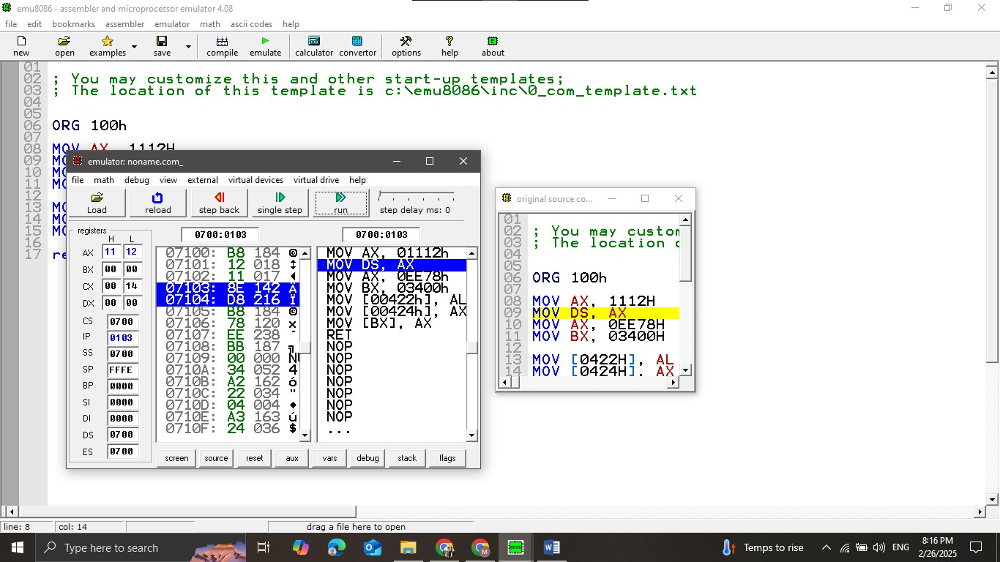 emu8086 - assembler and microprocessor emulator 4.08
file edit bookmarks assembler emulator math ascii codes help
new open examples save compile emulate calculator convertor options help about
01
02 ; You may customize this and other start-up templates;
03 ; The location of this template is c:\emu8086\inc\0_com_template.txt
04
05
06 ORG 100h
07
08 MOV AX, 1112H
09
10
11
12
13
14
15
16
17
emulator: noname.com_
file math debug view external virtual devices virtual drive help
Load reload step back single step run step delay ms: 0
registers
H L
AX 11 12
BX 00 00
CX 00 14
DX 00 00
CS 0700
IP 0103
SS 0700
SP FFFE
BP 0000
SI 0000
DI 0000
DS 0700
ES 0700
0700:0103
07100: B8 184
07101: 12 018 ↕
07102: 11 017 ◄
07103: 8E 142 Ä
07104: D8 216 Ï
07105: B8 184
07106: 78 120 x
07107: EE 238
07108: BB 187 ╗
07109: 00 000 NU
0710A: 34 052 4
0710B: A2 162 ó
0710C: 22 034 "
0710D: 04 004 ♦
0710E: A3 163 ú
0710F: 24 036 $
0700:0103
MOV AX, 01112h
MOV DS, AX
MOV AX, 0EE78h
MOV BX, 03400h
MOV [00422h], AL
MOV [00424h], AX
MOV [BX], AX
RET
NOP
NOP
NOP
NOP
NOP
NOP
NOP
...
screen source reset aux vars debug stack flags
original source co...
01
02 ; You may custom
03 ; The location o
04
05
06 ORG 100h
07
08 MOV AX, 1112H
09 MOV DS, AX
10 MOV AX, 0EE78H
11 MOV BX, 03400H
12
13 MOV [0422H], AL
14 MOV [0424H], AX
line: 8 col: 14 drag a file here to open
Type here to search
Temps to rise
ENG
8:16 PM
2/26/2025